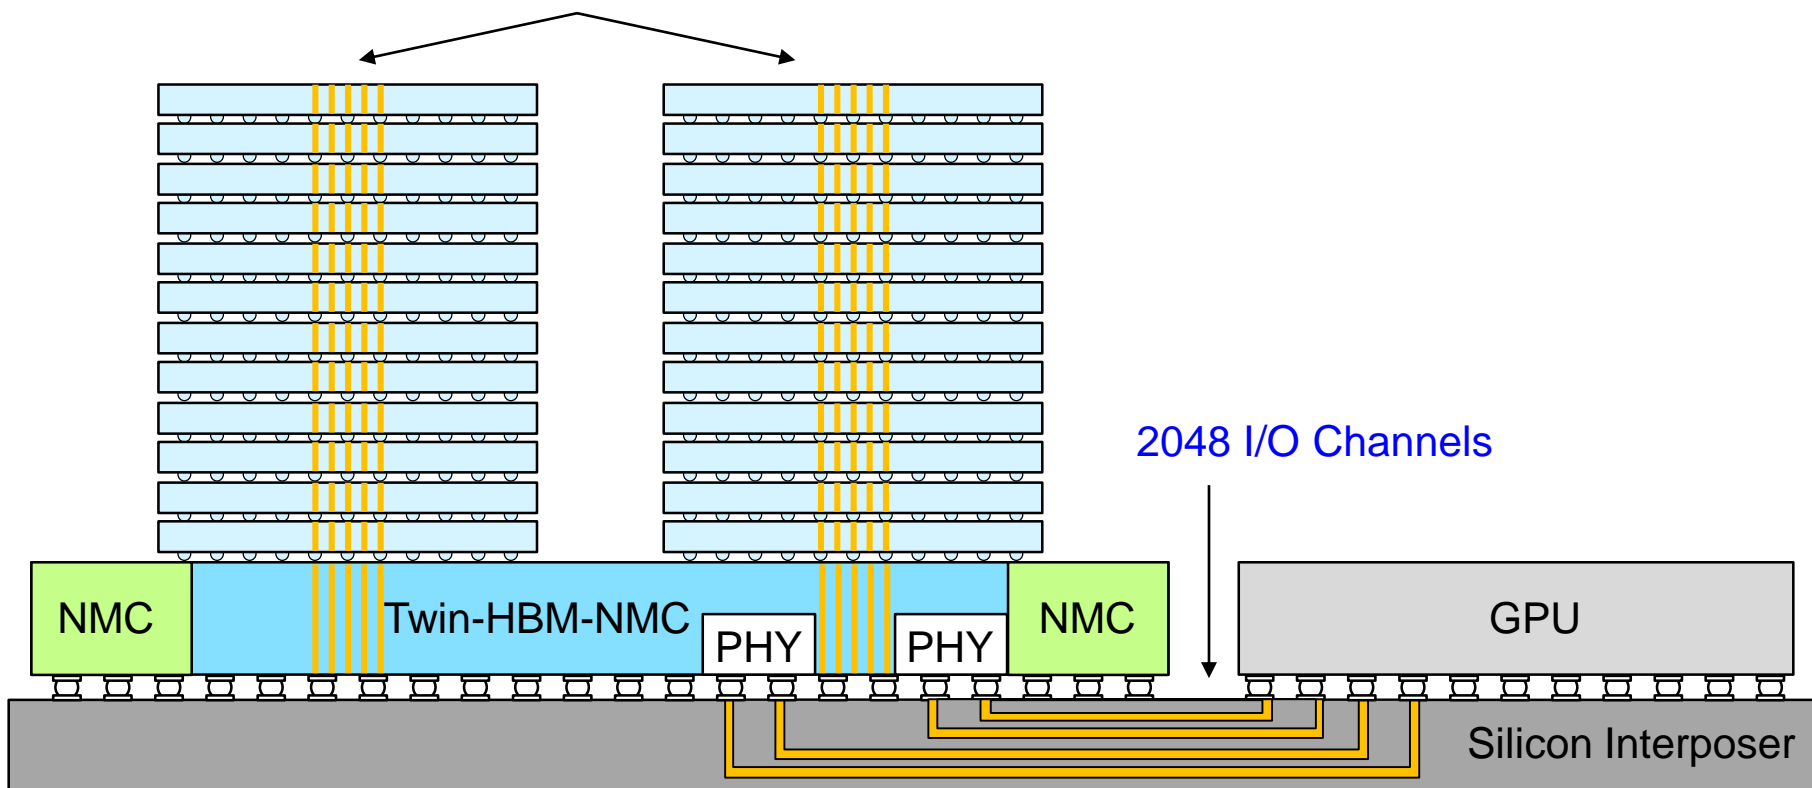 2048 I/O Channels
NMC
Twin-HBM-NMC
PHY
PHY
NMC
GPU
Silicon Interposer